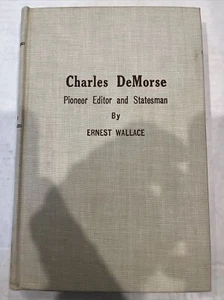 Charles DeMorse
Pioneer Editor and Statesman
By
ERNEST WALLACE